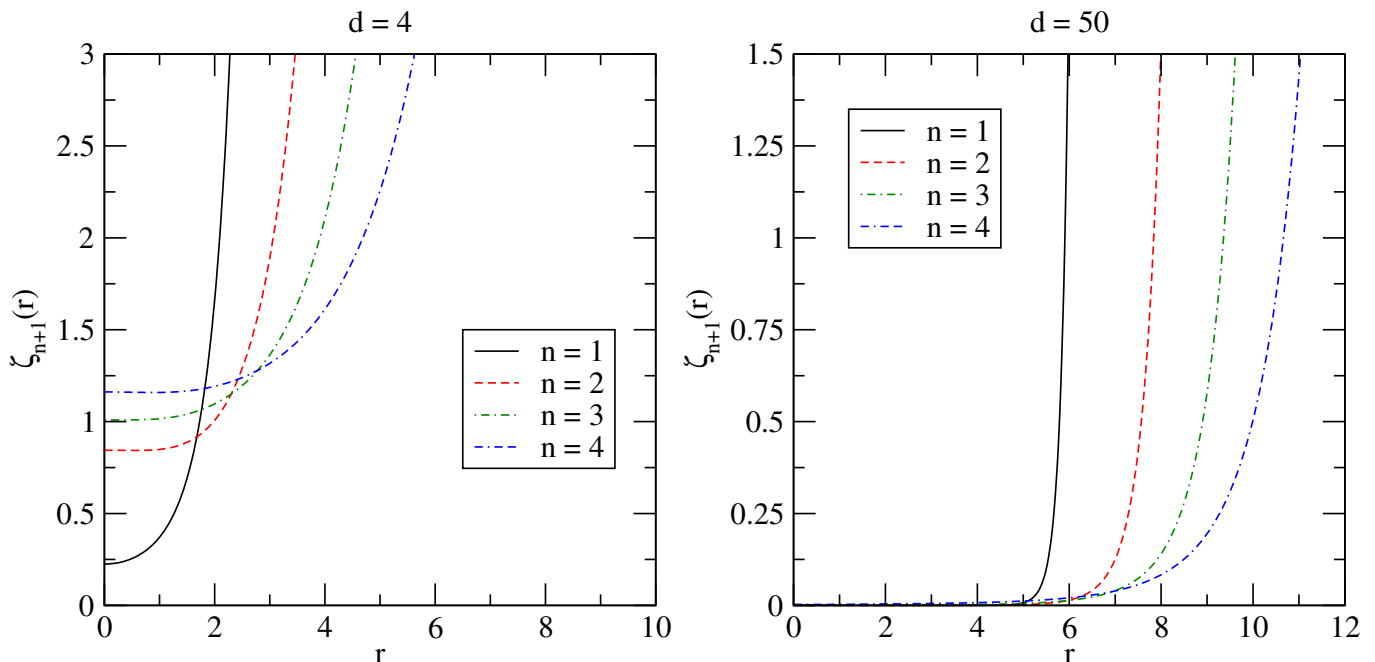 d = 4
3
2.5
2
1.5
1
0.5
0
ζn+1(r)
n = 1
n = 2
n = 3
n = 4
0 2 4 6 8 10
r
d = 50
1.5
1.25
1
0.75
0.5
0.25
0
ζn+1(r)
n = 1
n = 2
n = 3
n = 4
0 2 4 6 8 10 12
r